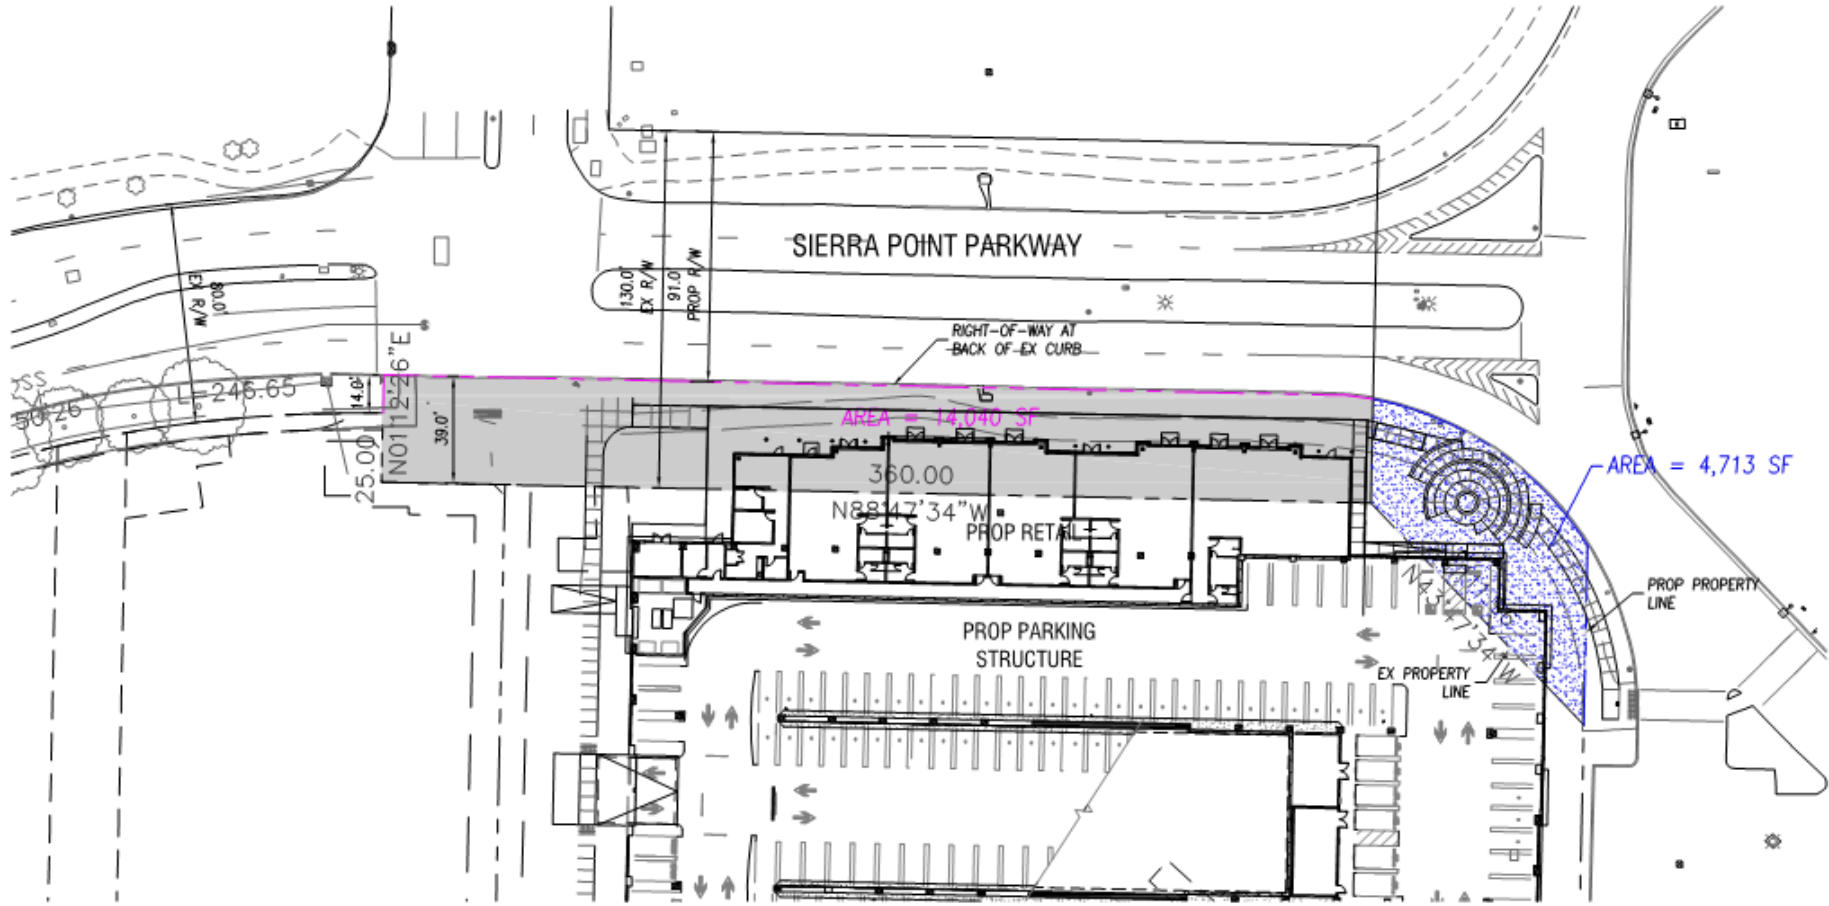 SIERRA POINT PARKWAY
EX R/W
80.0'
130.0'
EX R/W
91.0'
PROP R/W
RIGHT-OF-WAY AT
BACK OF EX CURB
L=246.65
14.0'
N01°12'26"E
25.00
39.0'
AREA = 14,040 SF
360.00
N88°47'34"W
PROP RETAIL
AREA = 4,713 SF
PROP PROPERTY
LINE
EX PROPERTY
LINE
PROP PARKING
STRUCTURE